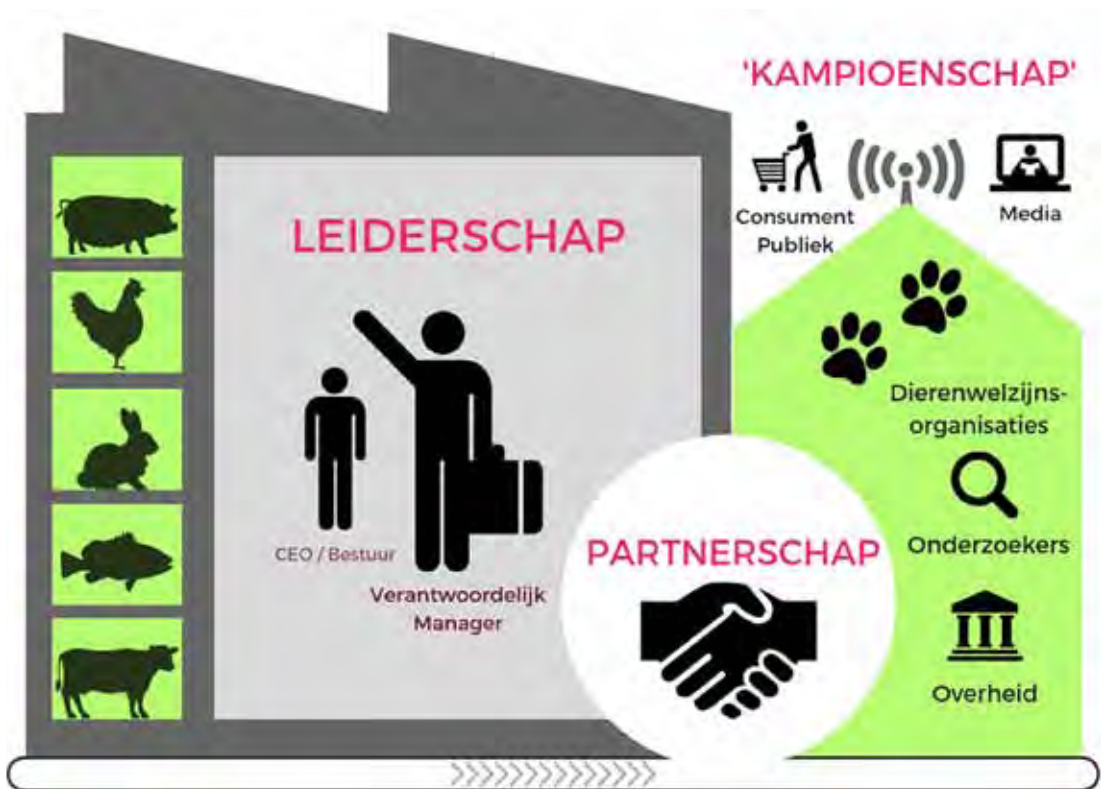 'KAMPIOENSCHAP'
Consument
Publiek
Media
LEIDERSCHAP
CEO / Bestuur
Verantwoordelijk
Manager
PARTNERSCHAP
Dierenwelzijns-
organisaties
Onderzoekers
Overheid